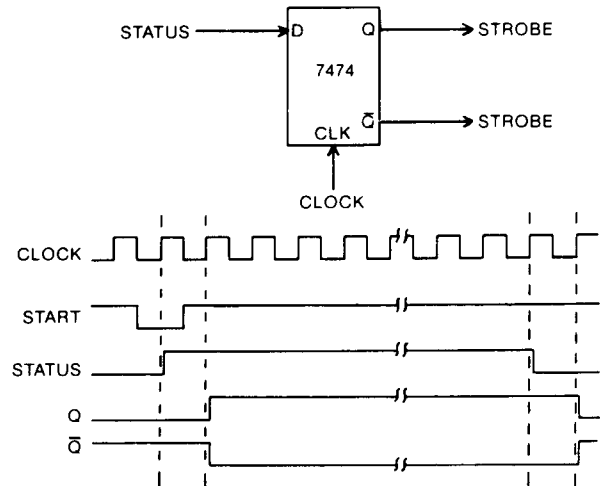 STATUS D Q STROBE
7474
Q̅ STROBE
CLK
CLOCK
CLOCK
START
STATUS
Q
Q̅